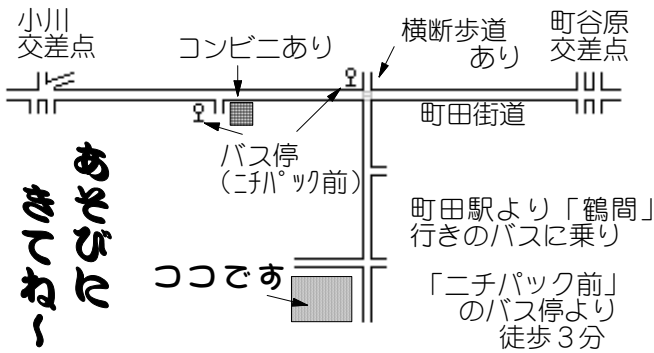 小川
交差点
コンビニあり
横断歩道
あり
町谷原
交差点
町田街道
バス停
（ニチパック前）
あそびに
きてね～
ココです
町田駅より「鶴間」
行きのバスに乗り
「ニチパック前」
のバス停より
徒歩３分